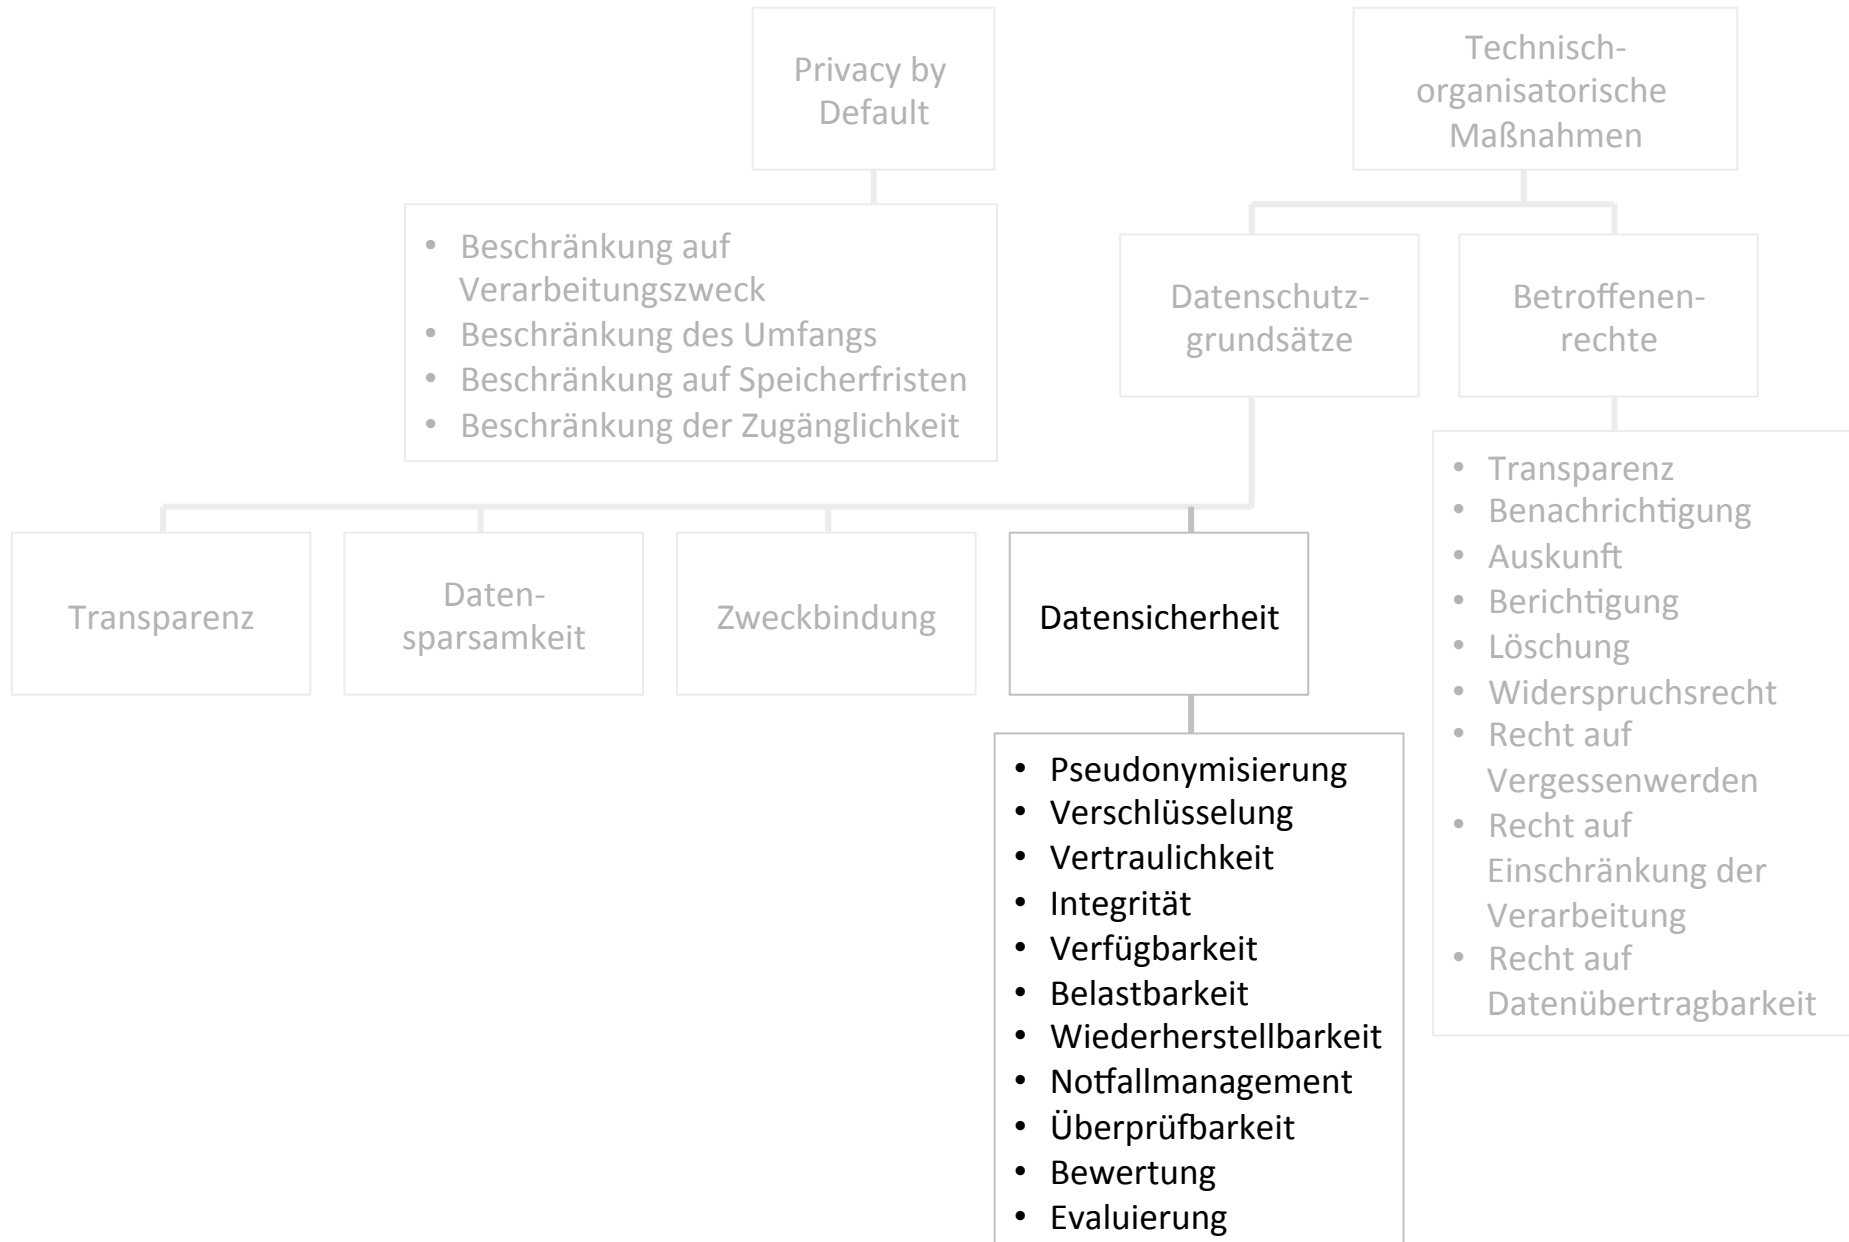 Privacy by
Default
Technisch-
organisatorische
Maßnahmen
• Beschränkung auf
Verarbeitungszweck
• Beschränkung des Umfangs
• Beschränkung auf Speicherfristen
• Beschränkung der Zugänglichkeit
Datenschutz-
grundsätze
Betroffenen-
rechte
Transparenz
Daten-
sparsamkeit
Zweckbindung
Datensicherheit
• Pseudonymisierung
• Verschlüsselung
• Vertraulichkeit
• Integrität
• Verfügbarkeit
• Belastbarkeit
• Wiederherstellbarkeit
• Notfallmanagement
• Überprüfbarkeit
• Bewertung
• Evaluierung
• Transparenz
• Benachrichtigung
• Auskunft
• Berichtigung
• Löschung
• Widerspruchsrecht
• Recht auf
Vergessenwerden
• Recht auf
Einschränkung der
Verarbeitung
• Recht auf
Datenübertragbarkeit